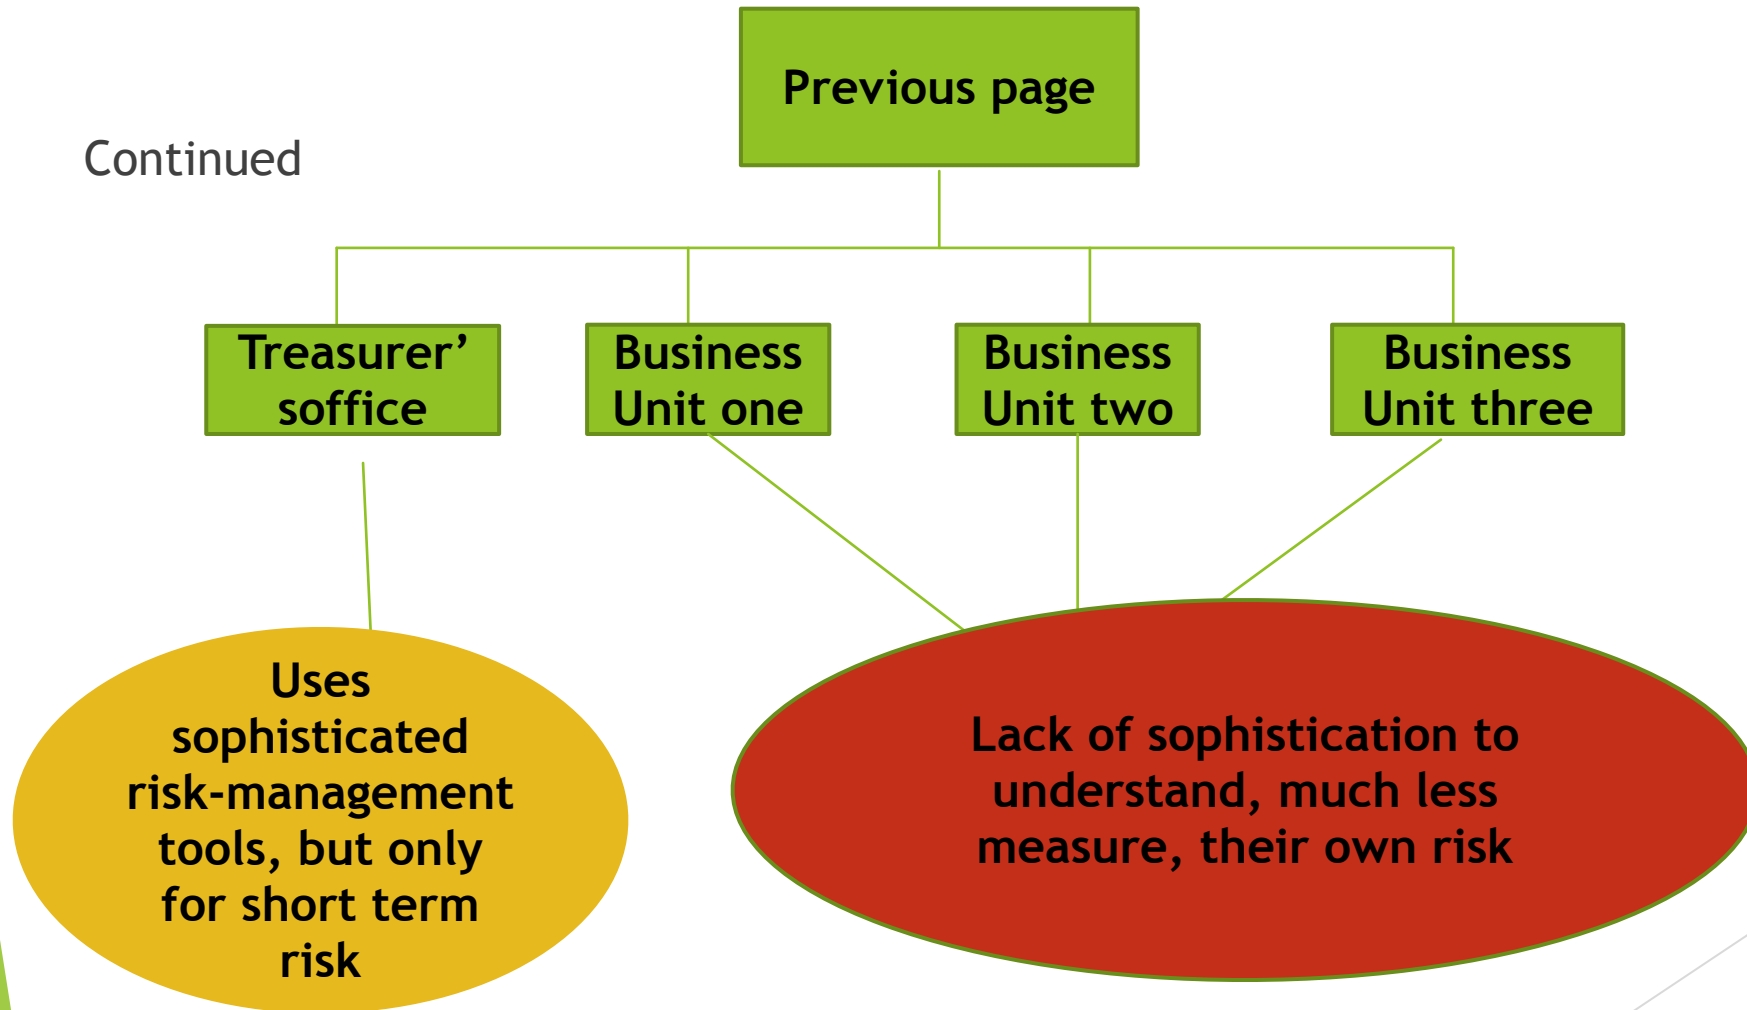 Previous page
Continued
Treasurer’
soffice
Business
Unit one
Business
Unit two
Business
Unit three
Uses
sophisticated
risk-management
tools, but only
for short term
risk
Lack of sophistication to
understand, much less
measure, their own risk